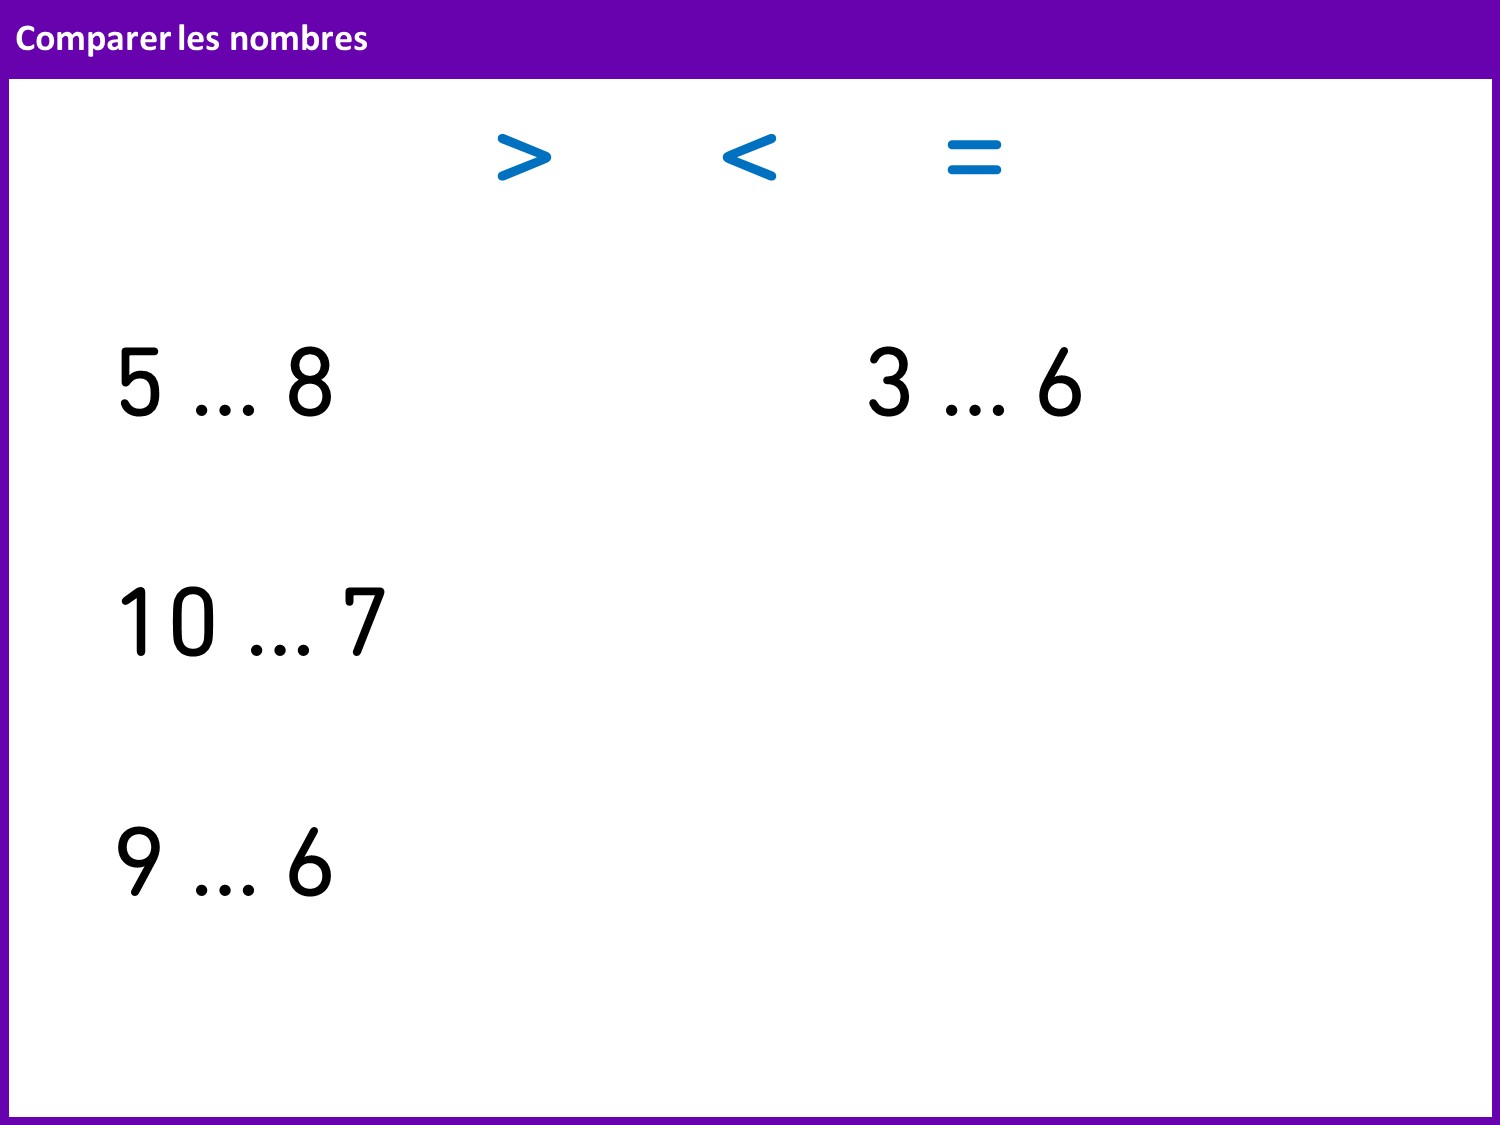 Comparer les nombres
> < =
5 ... 8
3 ... 6
10 ... 7
9 ... 6